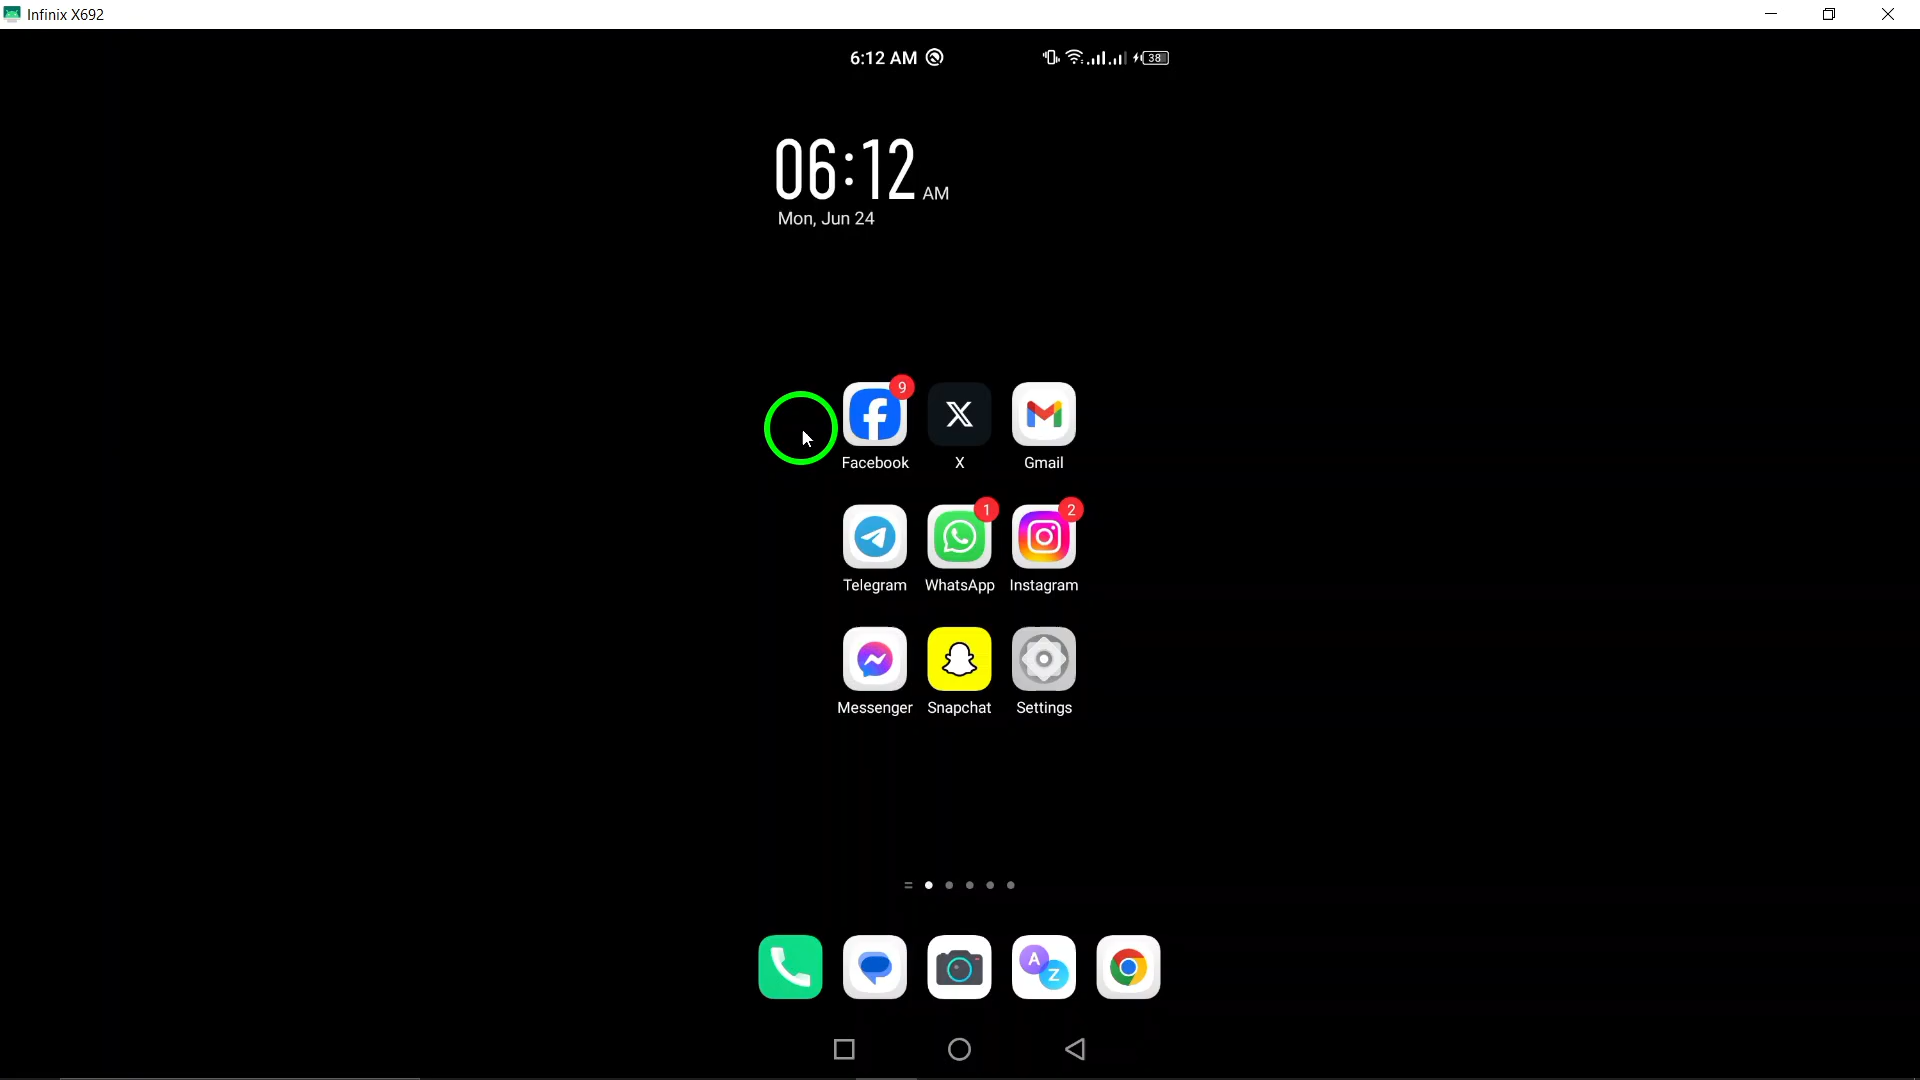 Infinix X692
6:12 AM
38
06:12 AM
Mon, Jun 24
9
Facebook
X
Gmail
1
2
Telegram
WhatsApp
Instagram
Messenger
Snapchat
Settings
A
Z